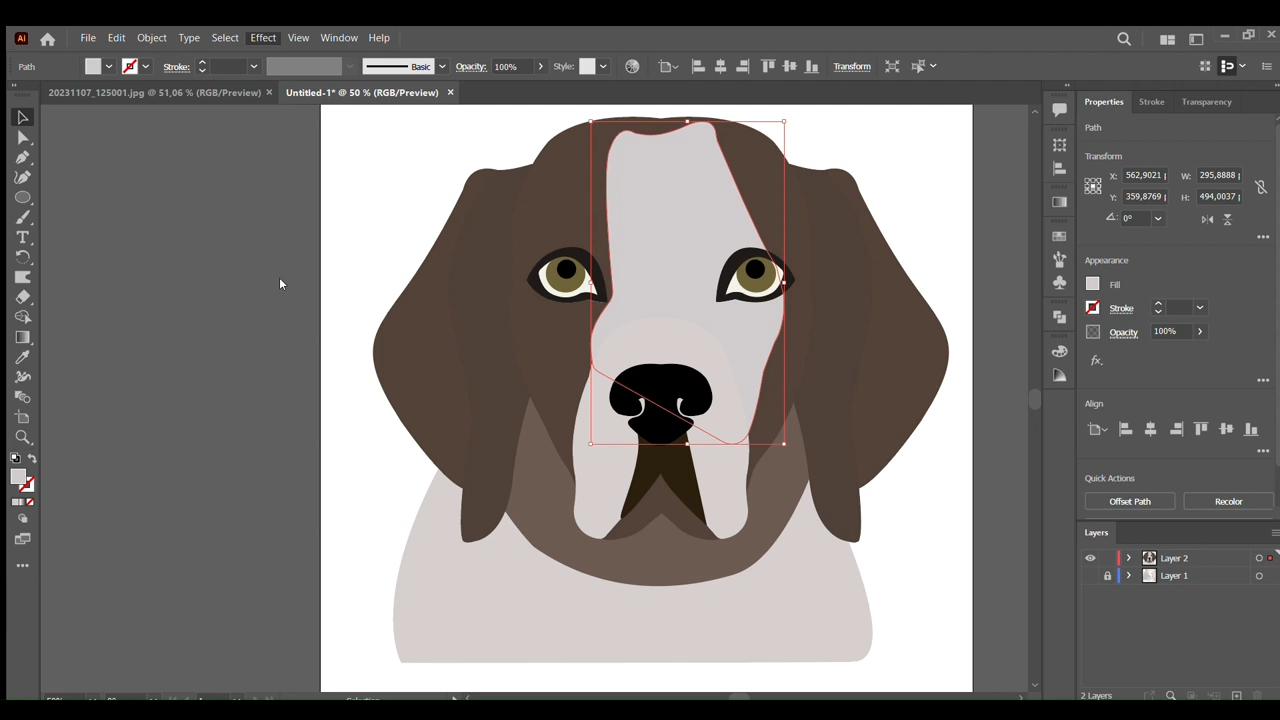 Ai File Edit Object Type Select Effect View Window Help
Path Stroke: Basic Opacity: 100% Style: Transform
20231107_125001.jpg @ 51,06 % (RGB/Preview) × Untitled-1* @ 50 % (RGB/Preview) ×
Properties Stroke Transparency
Path
Transform
X: 562,9021 W: 295,8888
Y: 359,8769 H: 494,0037
0°
Appearance
Fill
Stroke
Opacity 100%
fx.
Align
Quick Actions
Offset Path Recolor
Layers
Layer 2
Layer 1
2 Layers
50% Selection